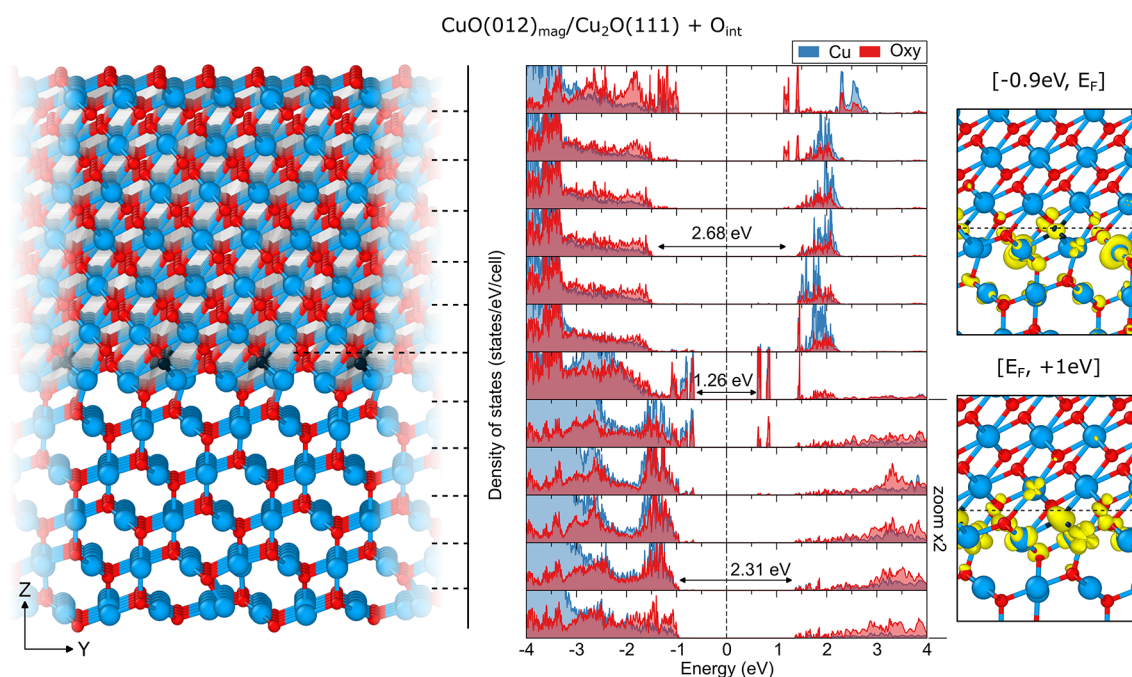 CuO(012)mag/Cu2O(111) + Oint
Cu Oxy
[-0.9eV, EF]
2.68 eV
1.26 eV
[EF, +1eV]
Density of states (states/eV/cell)
zoom x2
2.31 eV
Z
Y
-4 -3 -2 -1 0 1 2 3 4
Energy (eV)